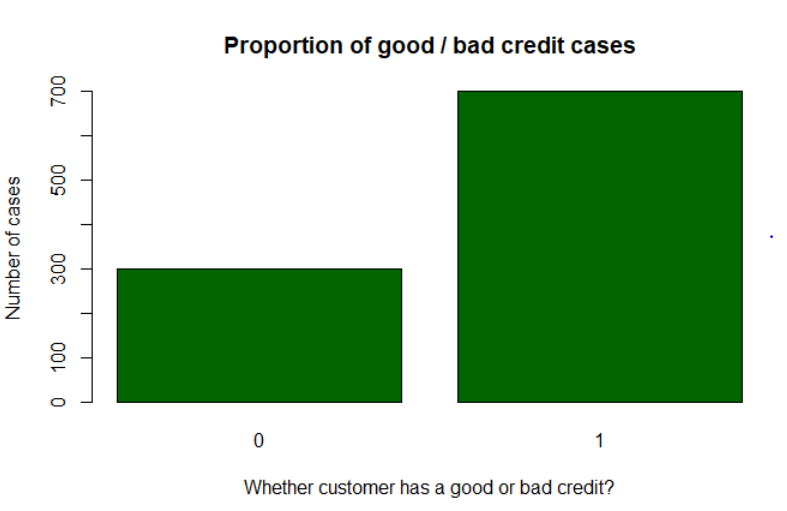 Proportion of good / bad credit cases
Number of cases
700
500
300
100
0
0 1
Whether customer has a good or bad credit?